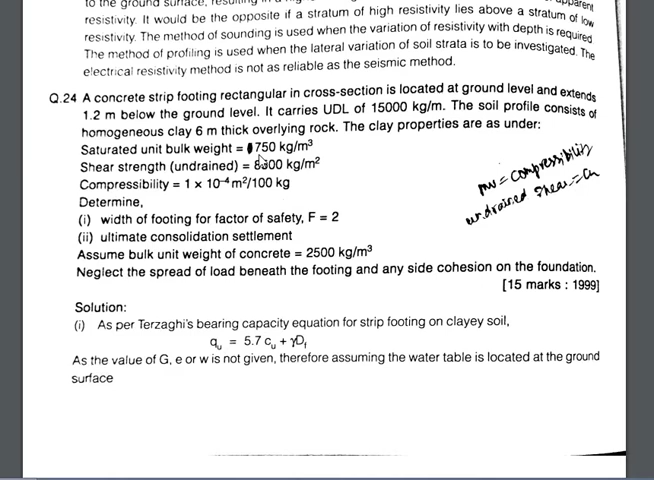 to the ground surface,
apparent
resistivity. It would be the opposite if a stratum of high resistivity lies above a stratum of low
resistivity. The method of sounding is used when the variation of resistivity with depth is required
The method of profiling is used when the lateral variation of soil strata is to be investigated. The
electrical resistivity method is not as reliable as the seismic method.
Q.24 A concrete strip footing rectangular in cross-section is located at ground level and extends
1.2 m below the ground level. It carries UDL of 15000 kg/m. The soil profile consists of
homogeneous clay 6 m thick overlying rock. The clay properties are as under:
Saturated unit bulk weight = 750 kg/m³
Shear strength (undrained) = kg/m²
Compressibility = 1 × 10⁻⁴ m²/100 kg
mv = compressibility
Determine,
undrained shear = Cu
(i) width of footing for factor of safety, F = 2
(ii) ultimate consolidation settlement
Assume bulk unit weight of concrete = 2500 kg/m³
Neglect the spread of load beneath the footing and any side cohesion on the foundation.
[15 marks : 1999]
Solution:
(i) As per Terzaghi's bearing capacity equation for strip footing on clayey soil,
qᵤ = 5.7 cᵤ + γD_f
As the value of G, e or w is not given, therefore assuming the water table is located at the ground
surface